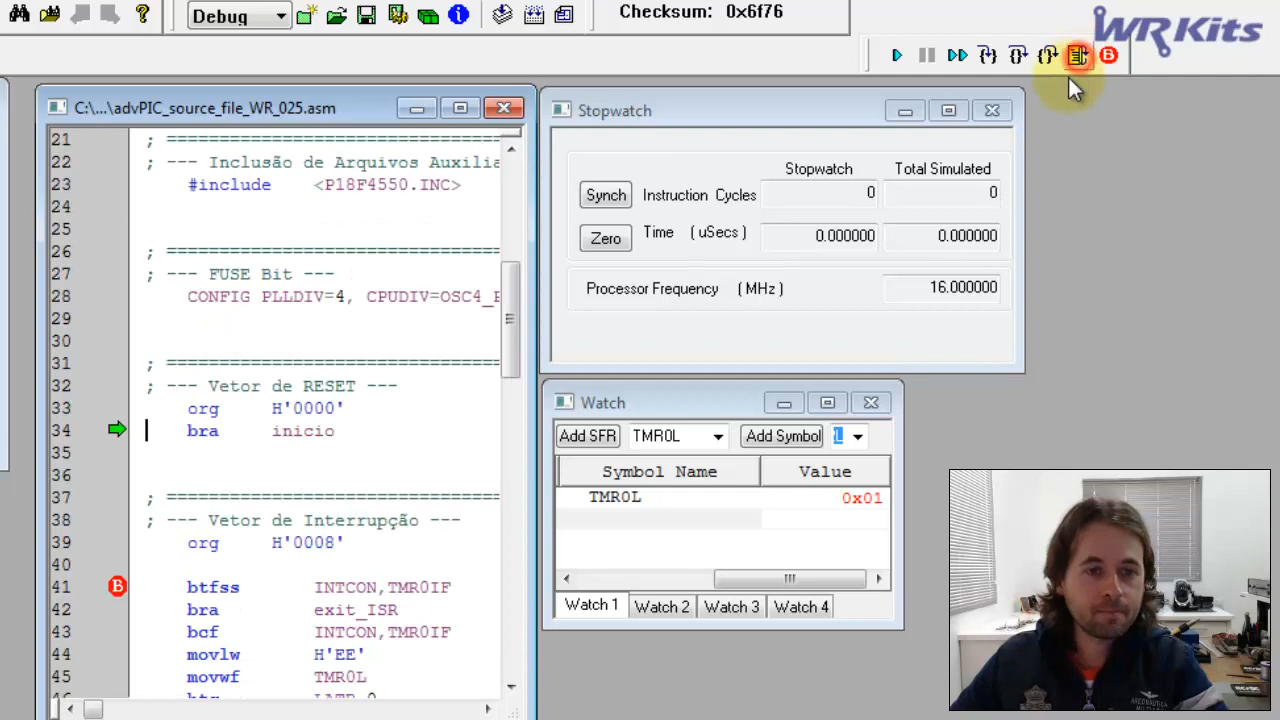 Debug
Checksum: 0x6f76
WR Kits
C:\...\advPIC_source_file_WR_025.asm
21 ; ================================
22 ; --- Inclusão de Arquivos Auxilia
23 #include <P18F4550.INC>
24
25
26 ; ================================
27 ; --- FUSE Bit ---
28 CONFIG PLLDIV=4, CPUDIV=OSC4_P
29
30
31 ; ================================
32 ; --- Vetor de RESET ---
33 org H'0000'
34 bra inicio
35
36
37 ; ================================
38 ; --- Vetor de Interrupção ---
39 org H'0008'
40
B 41 btfss INTCON,TMR0IF
42 bra exit_ISR
43 bcf INTCON,TMR0IF
44 movlw H'EE'
45 movwf TMR0L
Stopwatch
Stopwatch Total Simulated
Synch Instruction Cycles 0 0
Zero Time (uSecs) 0.000000 0.000000
Processor Frequency (MHz) 16.000000
Watch
Add SFR TMR0L Add Symbol
Symbol Name Value
TMR0L 0x01
Watch 1 Watch 2 Watch 3 Watch 4
B